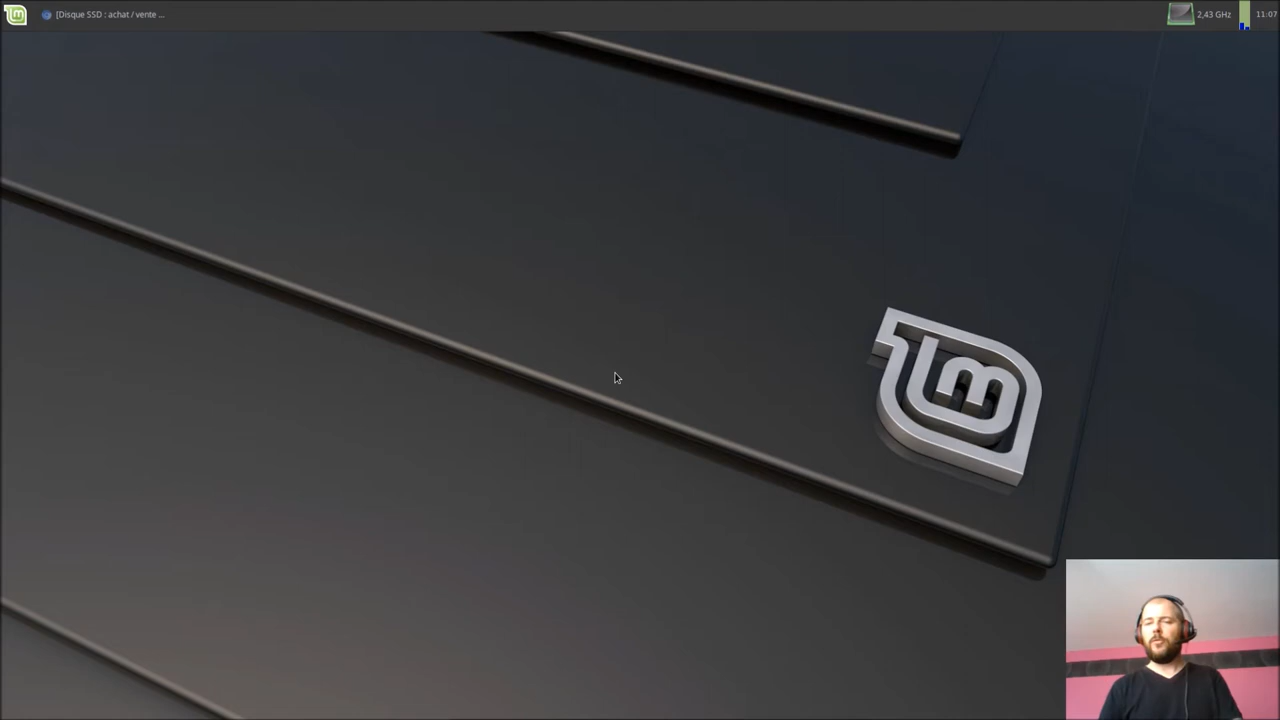 [Disque SSD : achat / vente ...
2,43 GHz
11:07